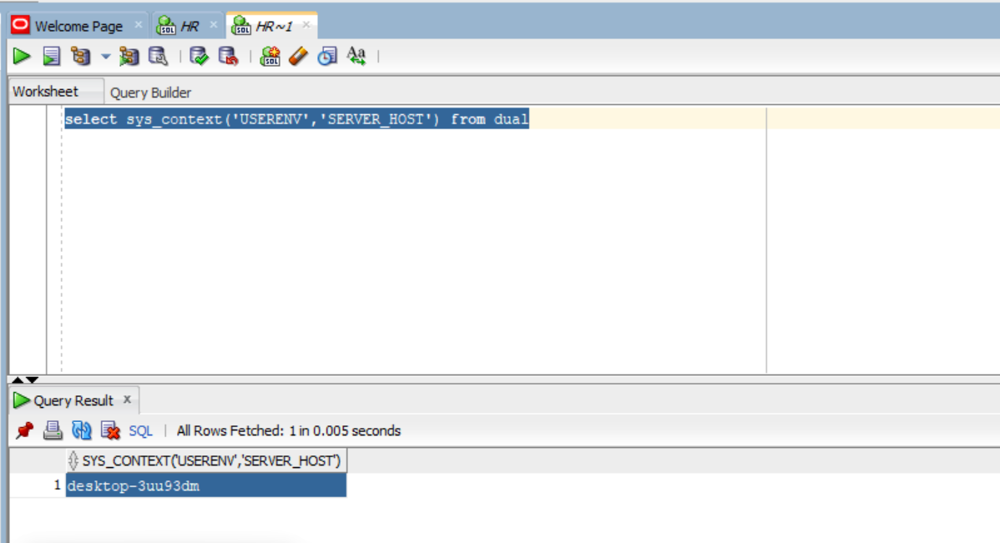 Welcome Page HR HR~1
Worksheet Query Builder
select sys_context('USERENV','SERVER_HOST') from dual
Query Result
SQL | All Rows Fetched: 1 in 0.005 seconds
SYS_CONTEXT('USERENV','SERVER_HOST')
1 desktop-3uu93dm